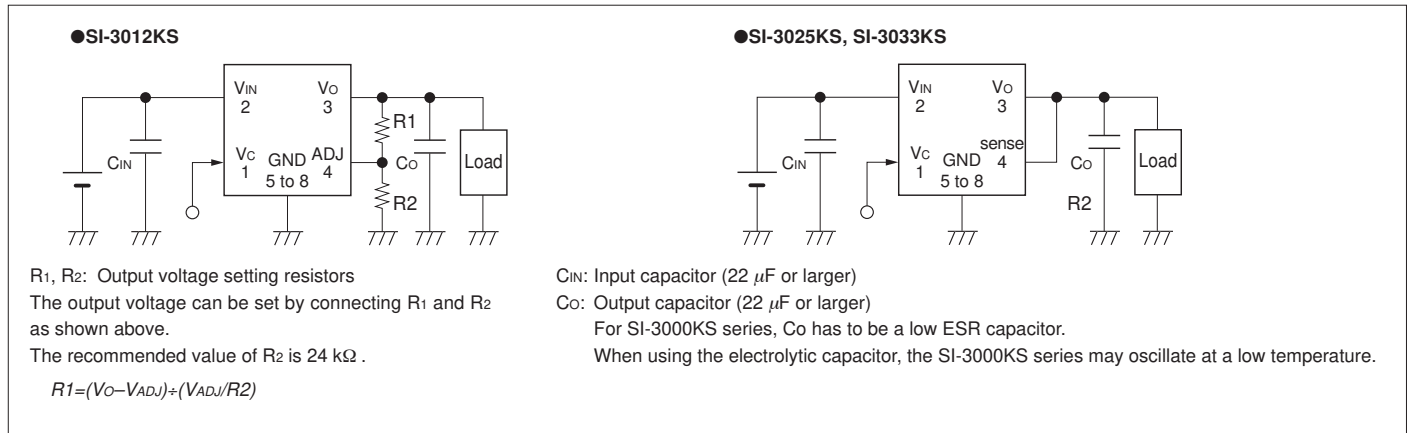 ●SI-3012KS
VIN
2
VO
3
VC
1
GND
5 to 8
ADJ
4
CIN
R1
R2
CO
Load
●SI-3025KS, SI-3033KS
VIN
2
VO
3
VC
1
GND
5 to 8
sense
4
CIN
CO
R2
Load
R1, R2: Output voltage setting resistors
The output voltage can be set by connecting R1 and R2
as shown above.
The recommended value of R2 is 24 kΩ .
R1=(VO–VADJ)÷(VADJ/R2)
CIN: Input capacitor (22 μF or larger)
CO: Output capacitor (22 μF or larger)
For SI-3000KS series, Co has to be a low ESR capacitor.
When using the electrolytic capacitor, the SI-3000KS series may oscillate at a low temperature.